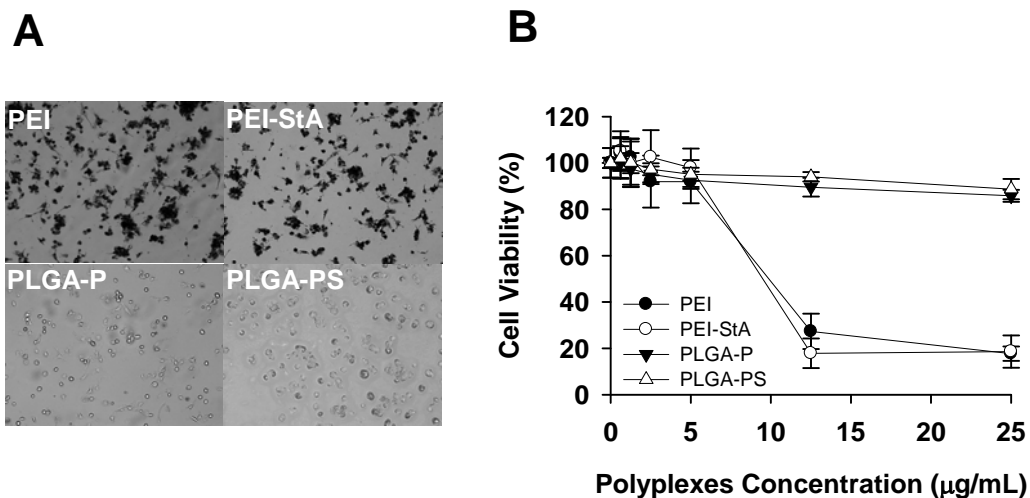 A
PEI
PEI-StA
PLGA-P
PLGA-PS
B
Cell Viability (%)
120
100
80
60
40
20
0
PEI
PEI-StA
PLGA-P
PLGA-PS
0 5 10 15 20 25
Polyplexes Concentration (μg/mL)